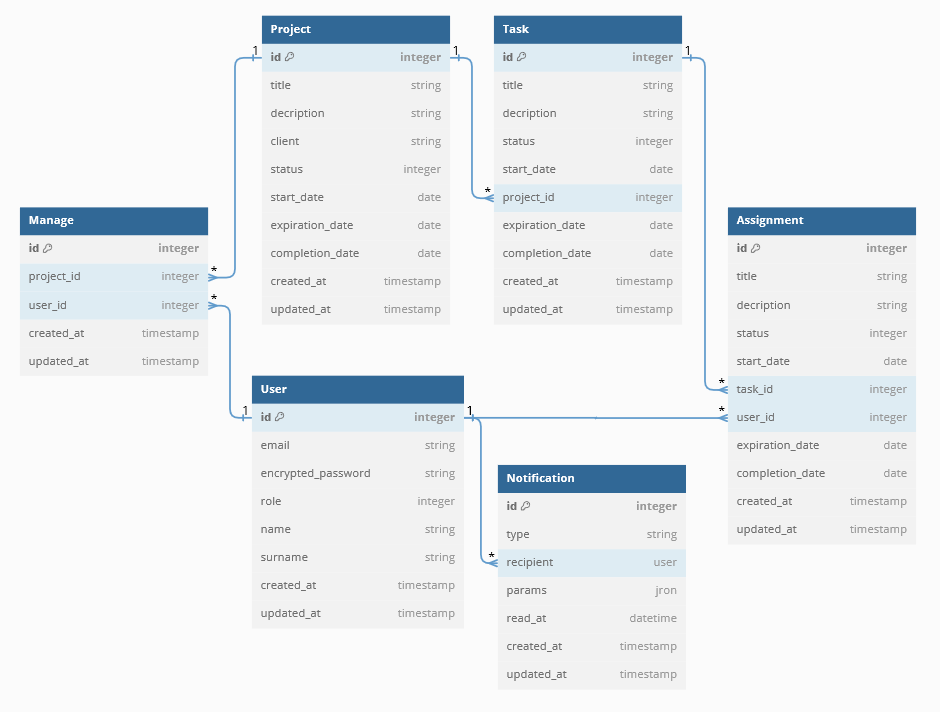 Project
1
id integer
1
title string
decription string
client string
status integer
start_date date
expiration_date date
completion_date date
created_at timestamp
updated_at timestamp
Task
id integer
1
title string
decription string
status integer
start_date date
*
project_id integer
expiration_date date
completion_date date
created_at timestamp
updated_at timestamp
Manage
id integer
project_id integer
*
user_id integer
*
created_at timestamp
updated_at timestamp
Assignment
id integer
title string
decription string
status integer
start_date date
*
task_id integer
*
user_id integer
expiration_date date
completion_date date
created_at timestamp
updated_at timestamp
User
1
id integer
1
email string
encrypted_password string
role integer
name string
surname string
created_at timestamp
updated_at timestamp
Notification
id integer
type string
*
recipient user
params jron
read_at datetime
created_at timestamp
updated_at timestamp